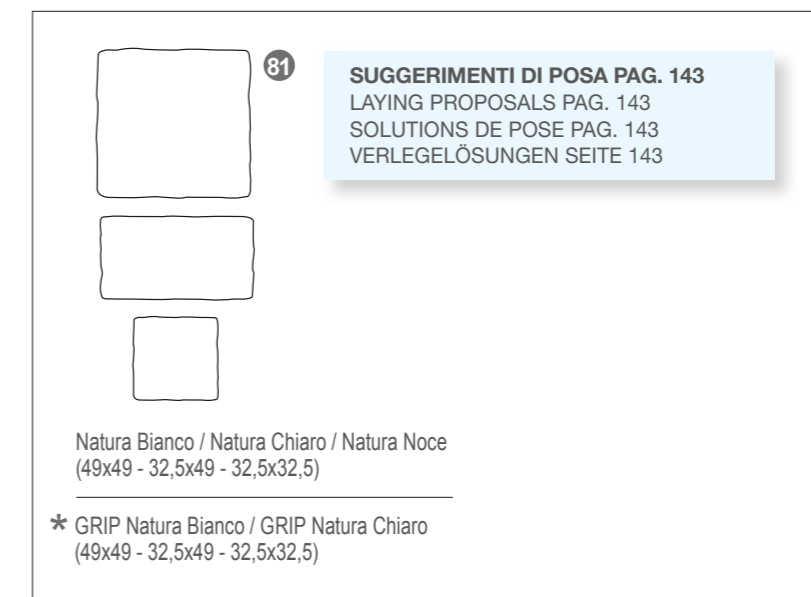 81
SUGGERIMENTI DI POSA PAG. 143
LAYING PROPOSALS PAG. 143
SOLUTIONS DE POSE PAG. 143
VERLEGELÖSUNGEN SEITE 143
Natura Bianco / Natura Chiaro / Natura Noce
(49x49 - 32,5x49 - 32,5x32,5)
* GRIP Natura Bianco / GRIP Natura Chiaro
(49x49 - 32,5x49 - 32,5x32,5)